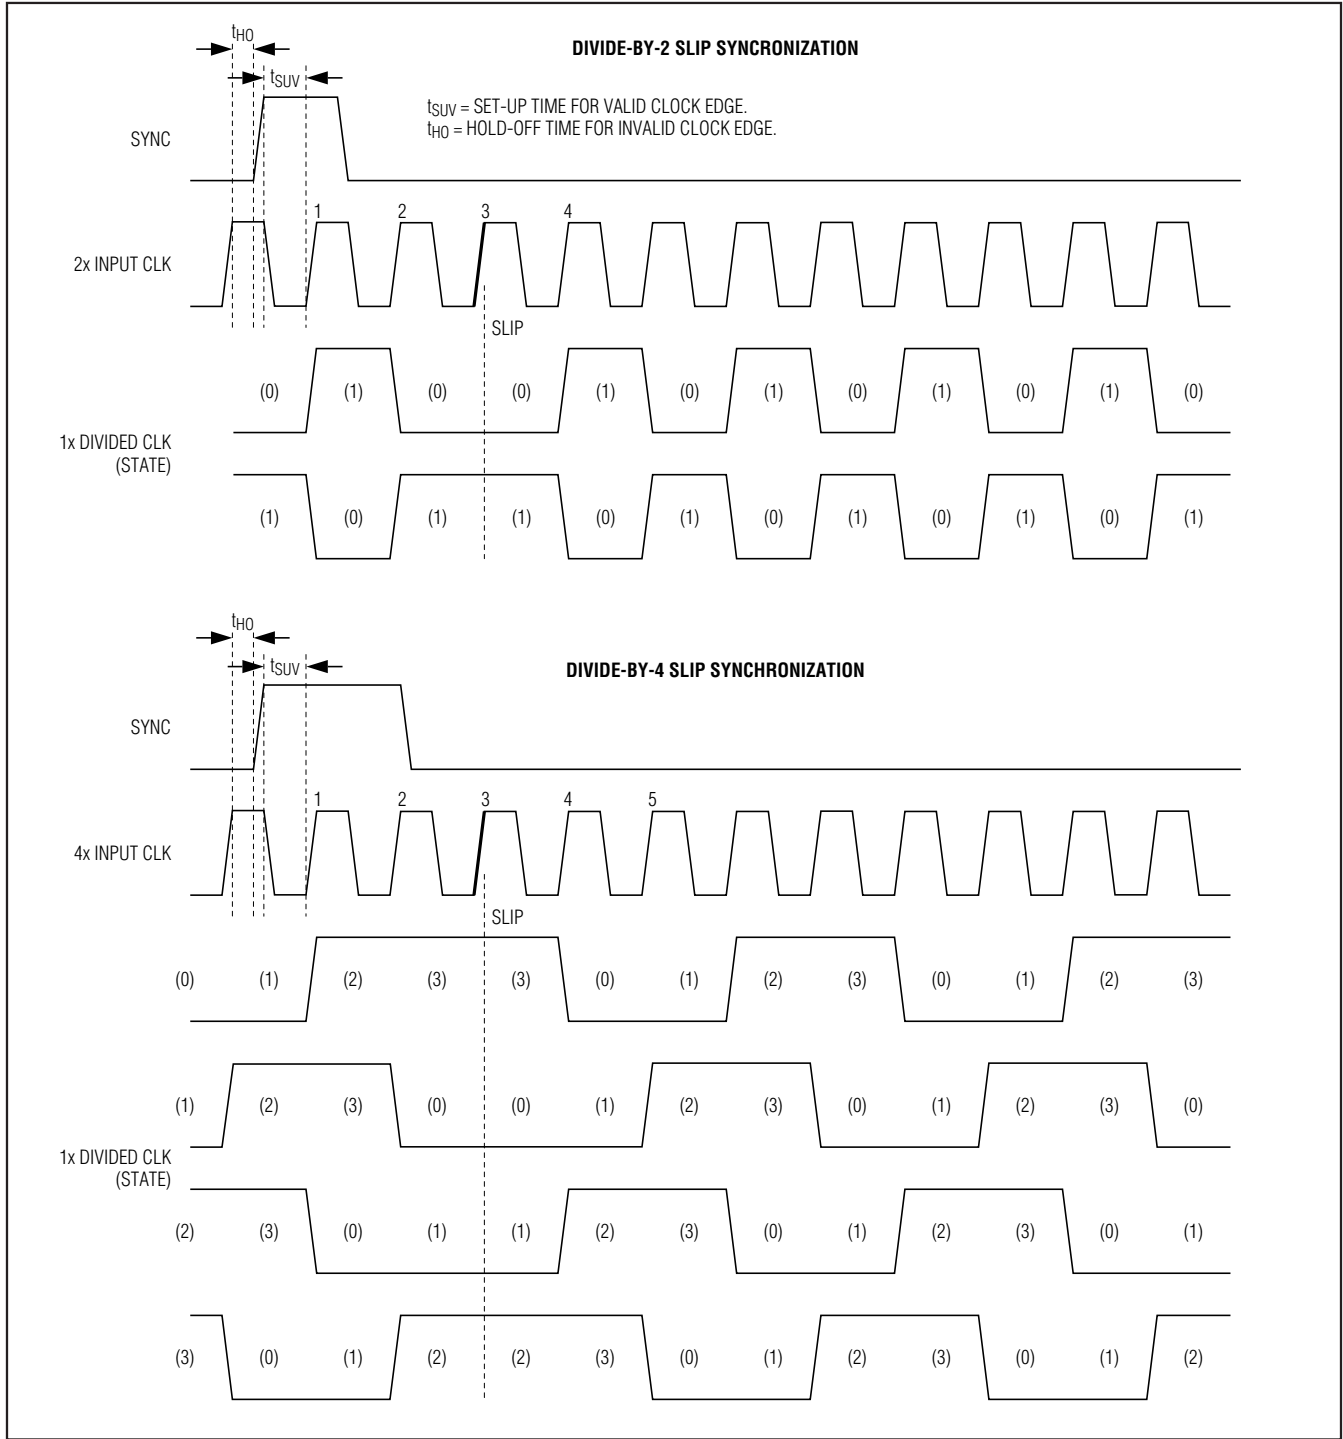 tHO
DIVIDE-BY-2 SLIP SYNCRONIZATION
tSUV
tSUV = SET-UP TIME FOR VALID CLOCK EDGE.
tHO = HOLD-OFF TIME FOR INVALID CLOCK EDGE.
SYNC
1 2 3 4
2x INPUT CLK
SLIP
(0) (1) (0) (0) (1) (0) (1) (0) (1) (0) (1) (0)
1x DIVIDED CLK
(STATE)
(1) (0) (1) (1) (0) (1) (0) (1) (0) (1) (0) (1)
tHO
tSUV
DIVIDE-BY-4 SLIP SYNCHRONIZATION
SYNC
1 2 3 4 5
4x INPUT CLK
SLIP
(0) (1) (2) (3) (3) (0) (1) (2) (3) (0) (1) (2) (3)
(1) (2) (3) (0) (0) (1) (2) (3) (0) (1) (2) (3) (0)
1x DIVIDED CLK
(STATE)
(2) (3) (0) (1) (1) (2) (3) (0) (1) (2) (3) (0) (1)
(3) (0) (1) (2) (2) (3) (0) (1) (2) (3) (0) (1) (2)